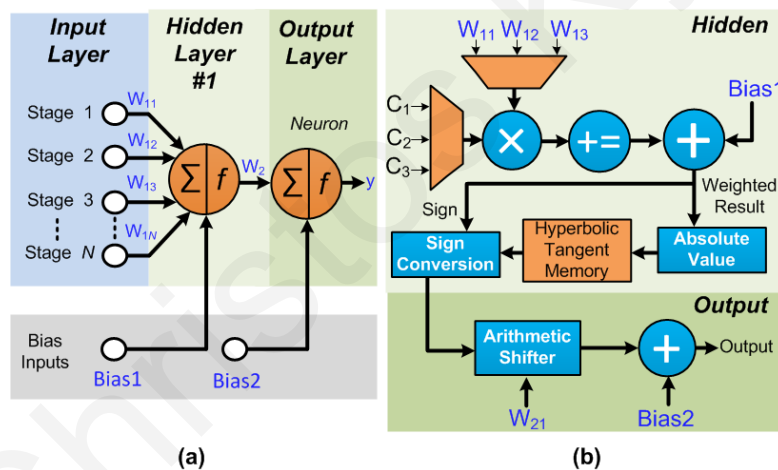 Input Layer
Hidden Layer #1
Output Layer
Stage 1
W11
Stage 2
W12
Stage 3
W13
Stage N
W1N
Σ f
W2
Neuron
Σ f
y
Bias Inputs
Bias1
Bias2
(a)
W11 W12 W13
Hidden
C1
C2
C3
×
+=
+
Bias1
Sign
Weighted Result
Sign Conversion
Hyperbolic Tangent Memory
Absolute Value
Output
Arithmetic Shifter
+
Output
W21
Bias2
(b)